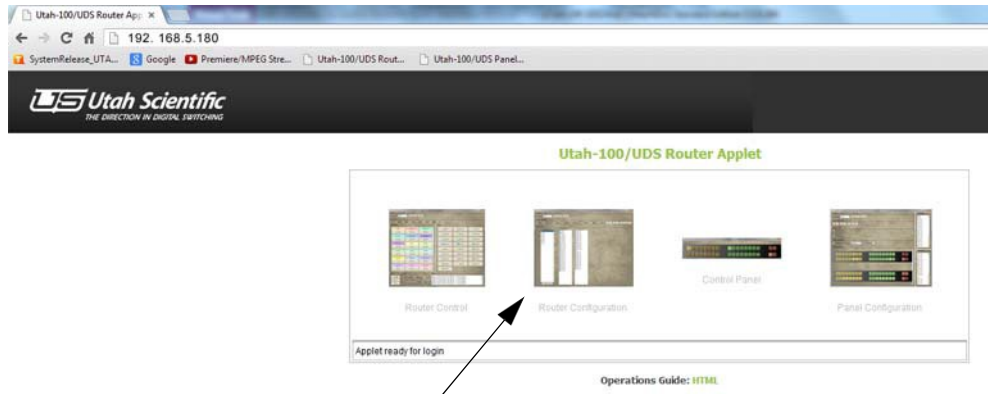 Utah-100/UDS Router Ap
192. 168.5.180
SystemRelease_UTA... Google Premiere/MPEG Stre... Utah-100/UDS Rout... Utah-100/UDS Panel...
US Utah Scientific
THE DIRECTION IN DIGITAL SWITCHING
Utah-100/UDS Router Applet
Router Control Router Configuration Control Panel Panel Configuration
Applet ready for login
Operations Guide: HTML